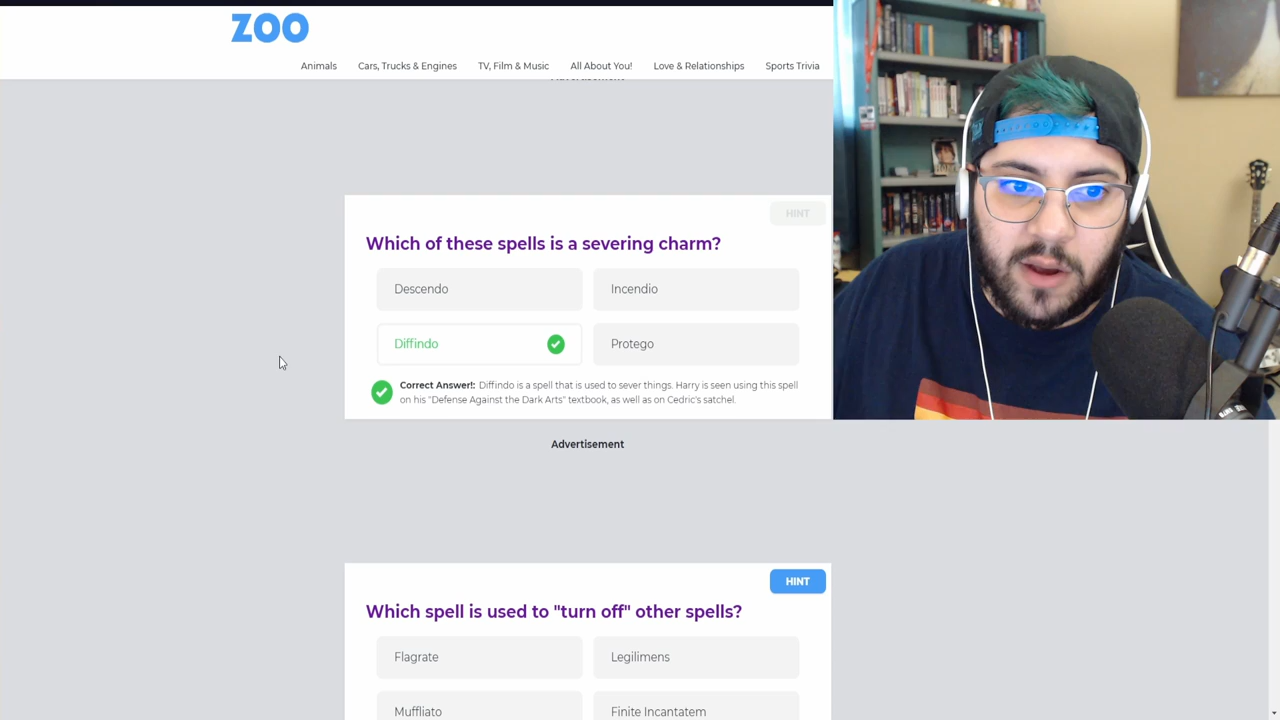 ZOO
Animals Cars, Trucks & Engines TV, Film & Music All About You! Love & Relationships Sports Trivia
Advertisement
HINT
Which of these spells is a severing charm?
Descendo Incendio
Diffindo Protego
Correct Answer!: Diffindo is a spell that is used to sever things. Harry is seen using this spell
on his "Defense Against the Dark Arts" textbook, as well as on Cedric's satchel.
Advertisement
HINT
Which spell is used to "turn off" other spells?
Flagrate Legilimens
Muffliato Finite Incantatem